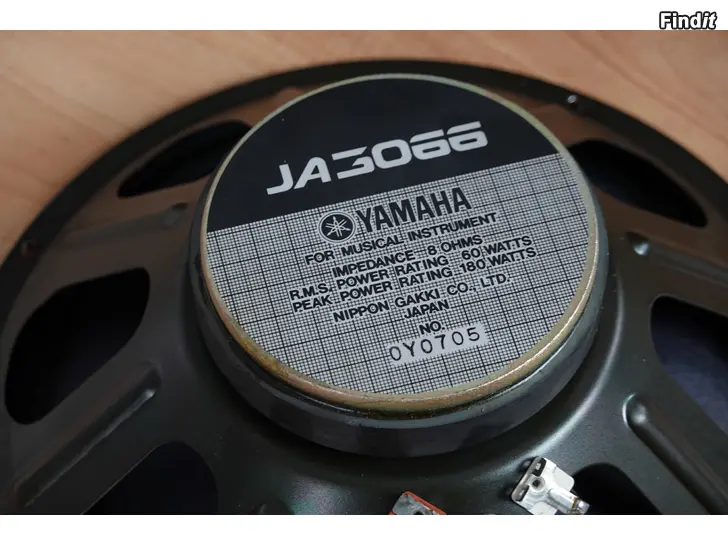 Findit
JA3066
YAMAHA
FOR MUSICAL INSTRUMENT
IMPEDANCE 8 OHMS
R.M.S. POWER RATING 60 WATTS
PEAK POWER RATING 180 WATTS
NIPPON GAKKI CO., LTD.
JAPAN
NO.
0Y0705